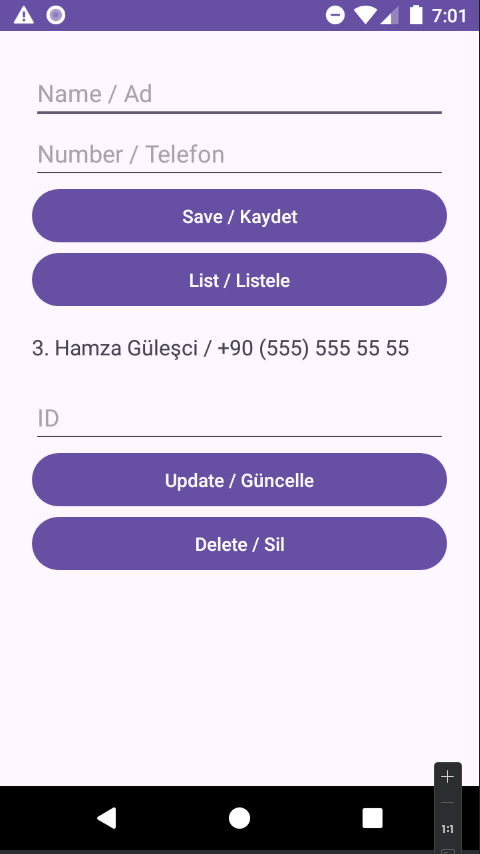 7:01
Name / Ad
Number / Telefon
Save / Kaydet
List / Listele
3. Hamza Güleşci / +90 (555) 555 55 55
ID
Update / Güncelle
Delete / Sil
1:1